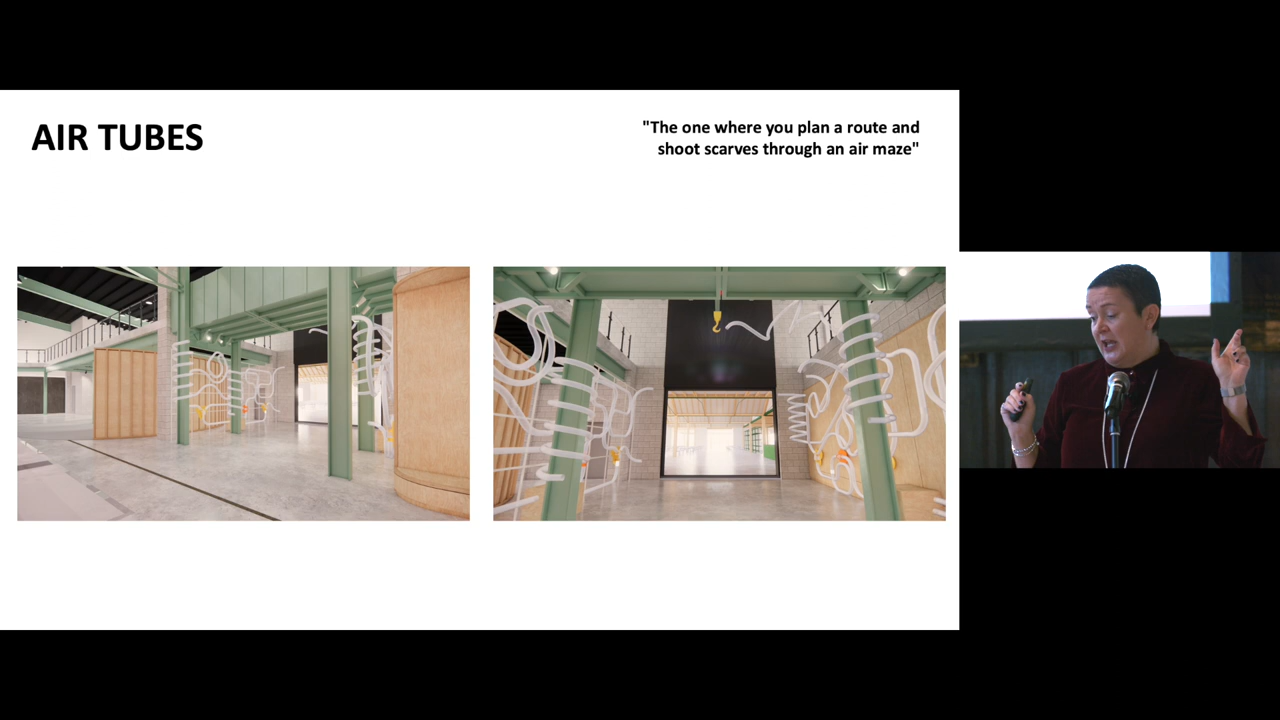 AIR TUBES
"The one where you plan a route and
shoot scarves through an air maze"